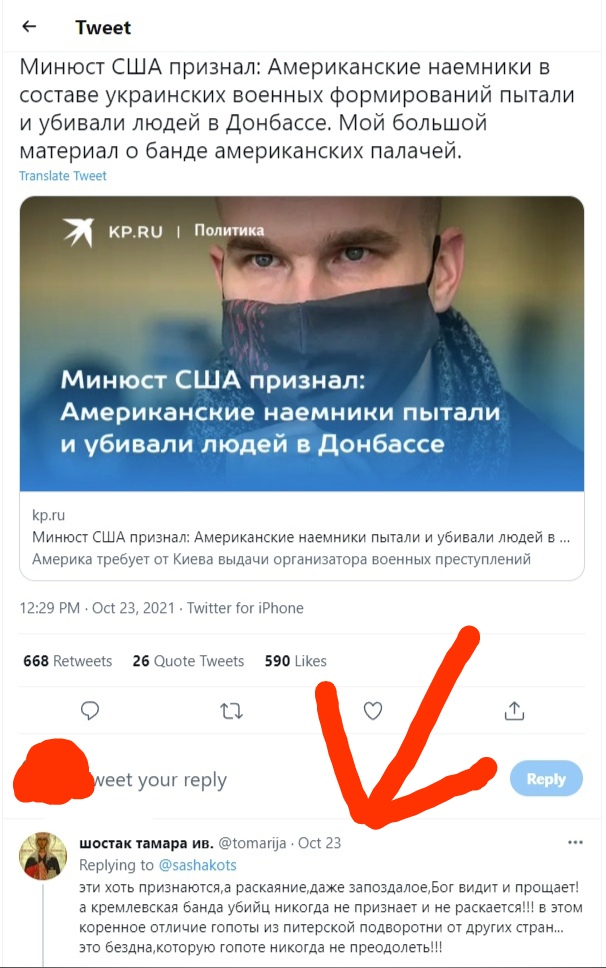 Tweet
Минюст США признал: Американские наемники в
составе украинских военных формирований пытали
и убивали людей в Донбассе. Мой большой
материал о банде американских палачей.
Translate Tweet
KP.RU | Политика
Минюст США признал:
Американские наемники пытали
и убивали людей в Донбассе
kp.ru
Минюст США признал: Американские наемники пытали и убивали людей в ...
Америка требует от Киева выдачи организатора военных преступлений
12:29 PM · Oct 23, 2021 · Twitter for iPhone
668 Retweets 26 Quote Tweets 590 Likes
weet your reply
Reply
шостак тамара ив. @tomarija · Oct 23
Replying to @sashakots
эти хоть признаются,а раскаяние,даже запоздалое,Бог видит и прощает!
а кремлевская банда убийц никогда не признает и не раскается!!! в этом
коренное отличие гопоты из питерской подворотни от других стран...
это бездна,которую гопоте никогда не преодолеть!!!